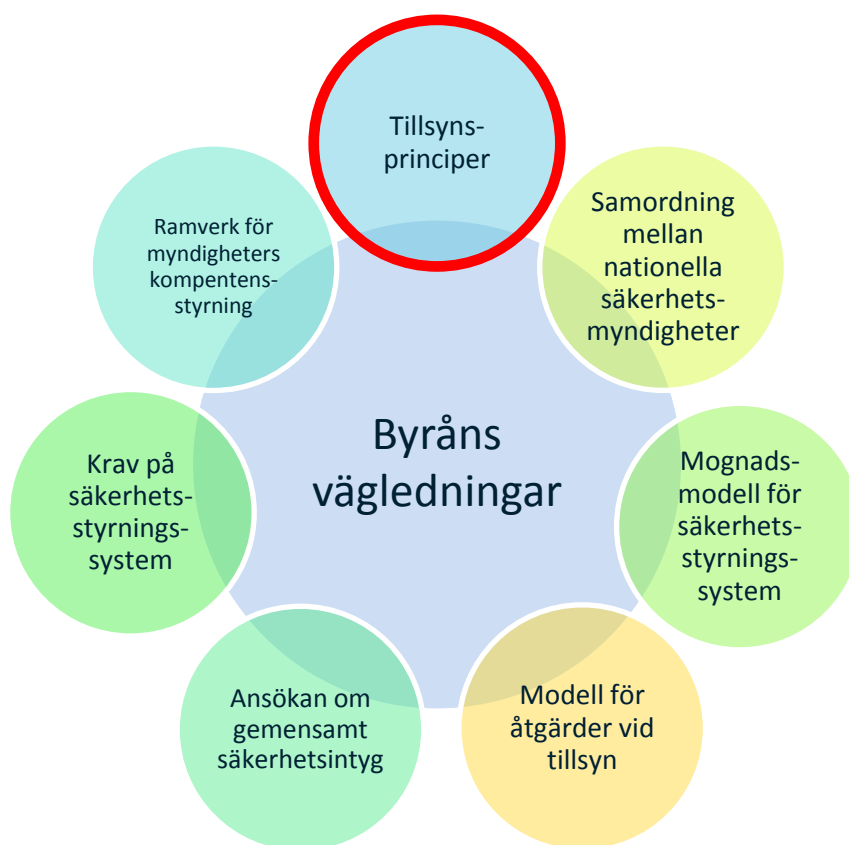 Tillsyns-
principer
Samordning
mellan
nationella
säkerhets-
myndigheter
Mognads-
modell för
säkerhets-
styrnings-
system
Modell för
åtgärder vid
tillsyn
Ansökan om
gemensamt
säkerhetsintyg
Krav på
säkerhets-
styrnings-
system
Ramverk för
myndigheters
kompentens-
styrning
Byråns
vägledningar